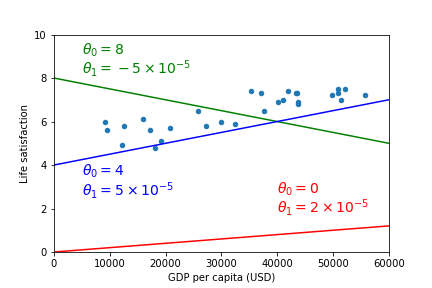 10
8
6
4
2
0
Life satisfaction
θ₀ = 8
θ₁ = −5 × 10⁻⁵
θ₀ = 4
θ₁ = 5 × 10⁻⁵
θ₀ = 0
θ₁ = 2 × 10⁻⁵
0 10000 20000 30000 40000 50000 60000
GDP per capita (USD)